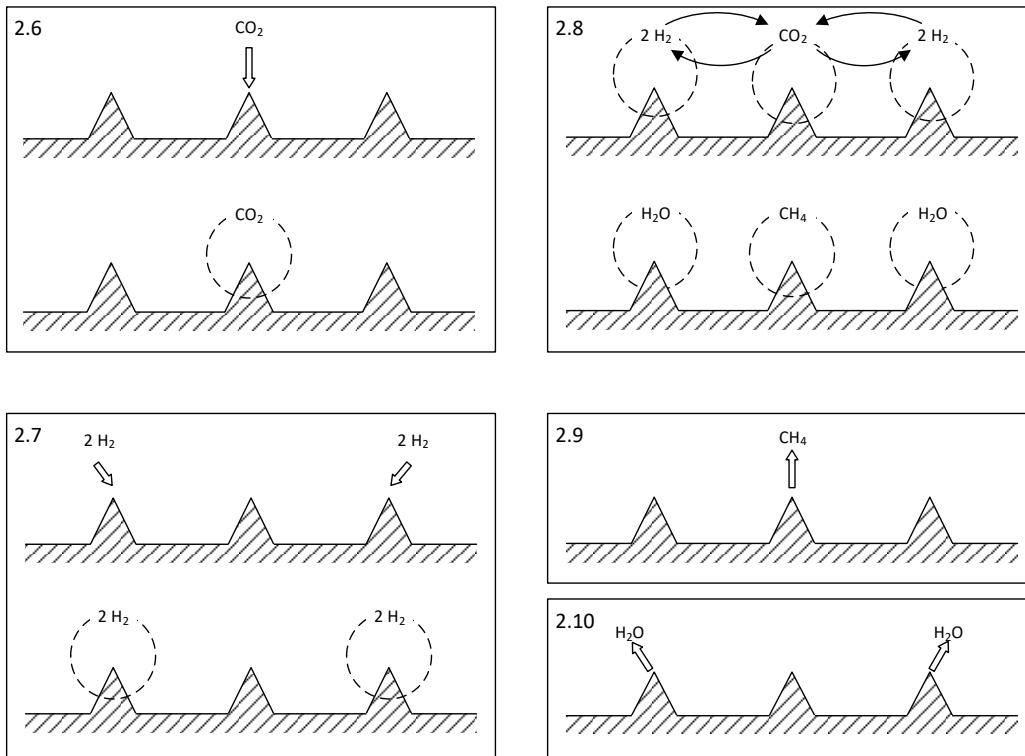 2.6
CO₂
CO₂
2.8
2 H₂ CO₂ 2 H₂
H₂O CH₄ H₂O
2.7
2 H₂ 2 H₂
2 H₂ 2 H₂
2.9
CH₄
2.10
H₂O H₂O